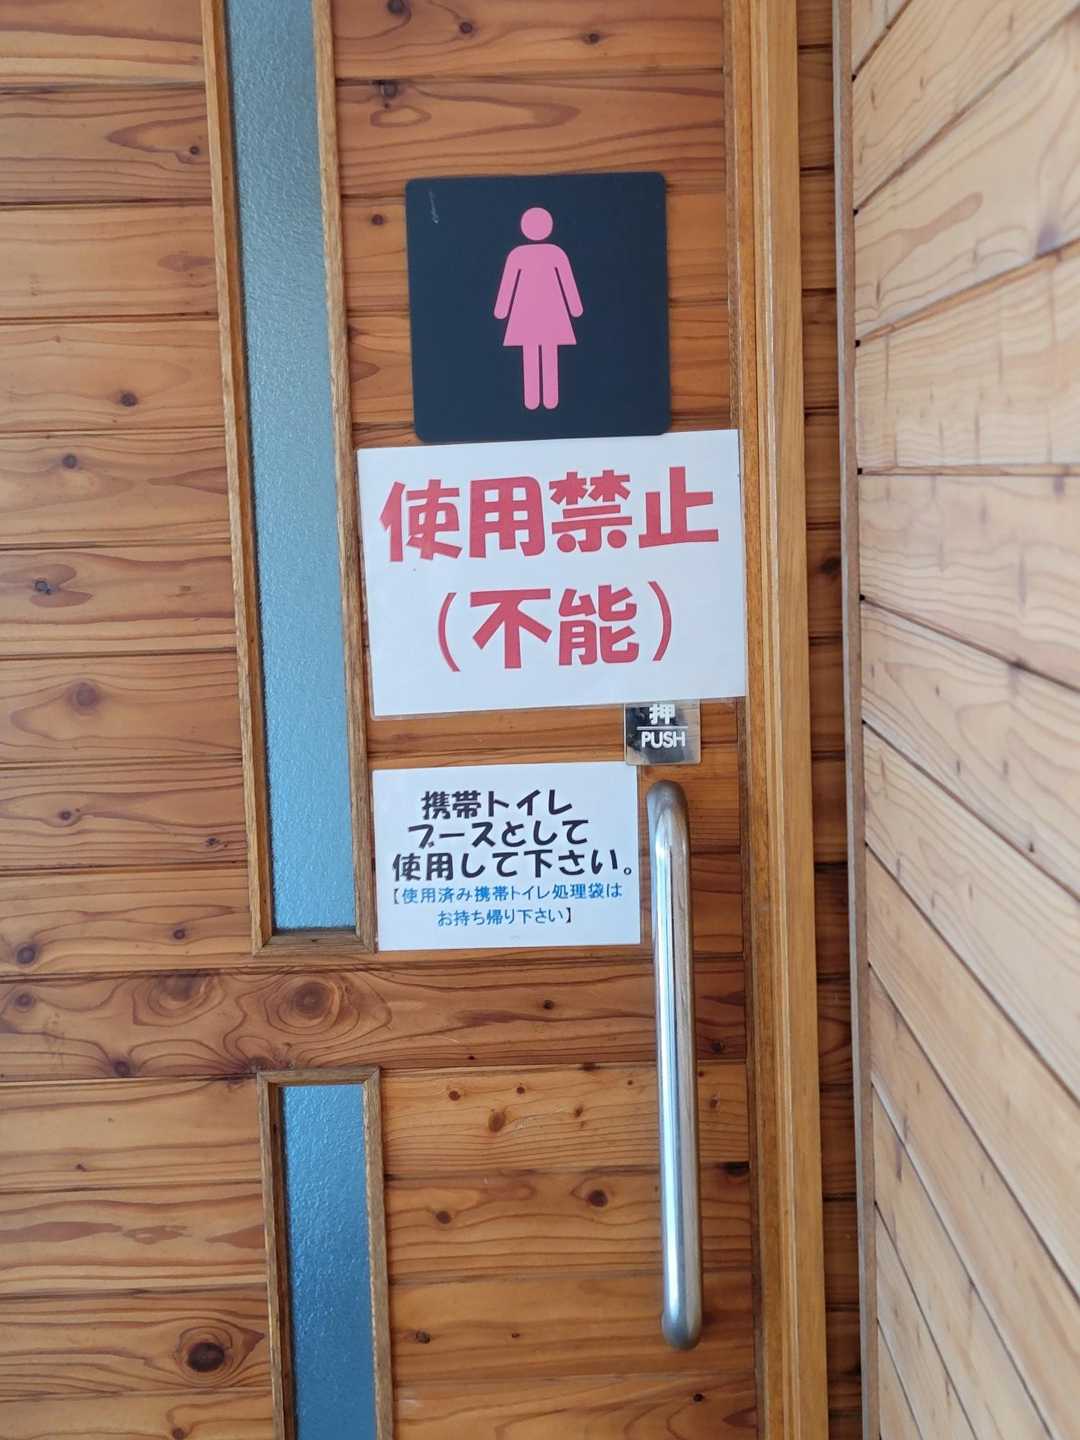 使用禁止
(不能)
押
PUSH
携帯トイレ
ブースとして
使用して下さい。
【使用済み携帯トイレ処理袋は
お持ち帰り下さい】